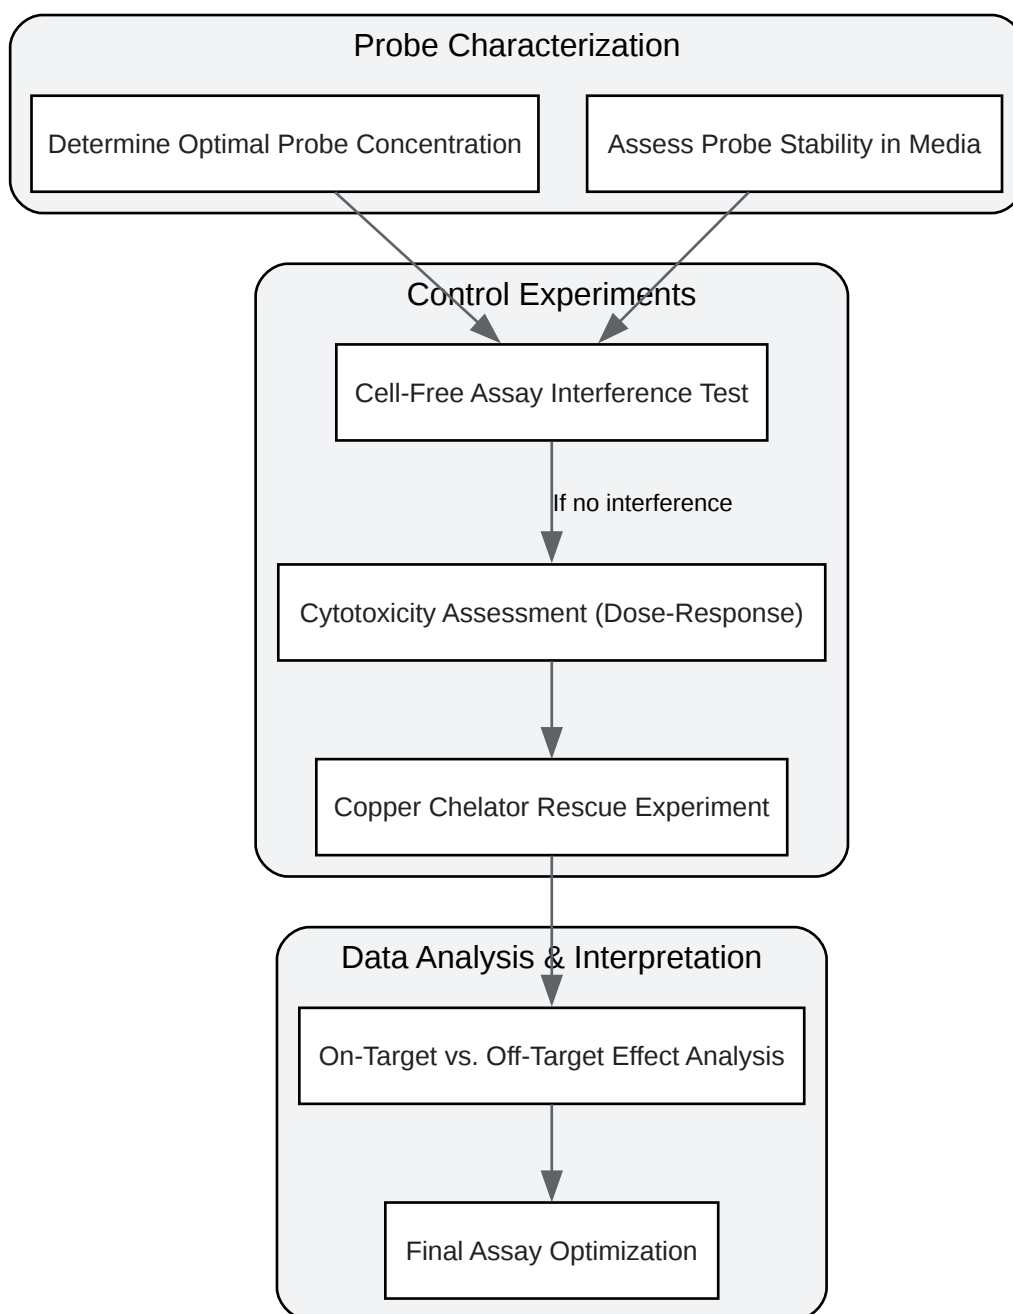 Probe Characterization
Determine Optimal Probe Concentration
Assess Probe Stability in Media
Control Experiments
Cell-Free Assay Interference Test
If no interference
Cytotoxicity Assessment (Dose-Response)
Copper Chelator Rescue Experiment
Data Analysis & Interpretation
On-Target vs. Off-Target Effect Analysis
Final Assay Optimization